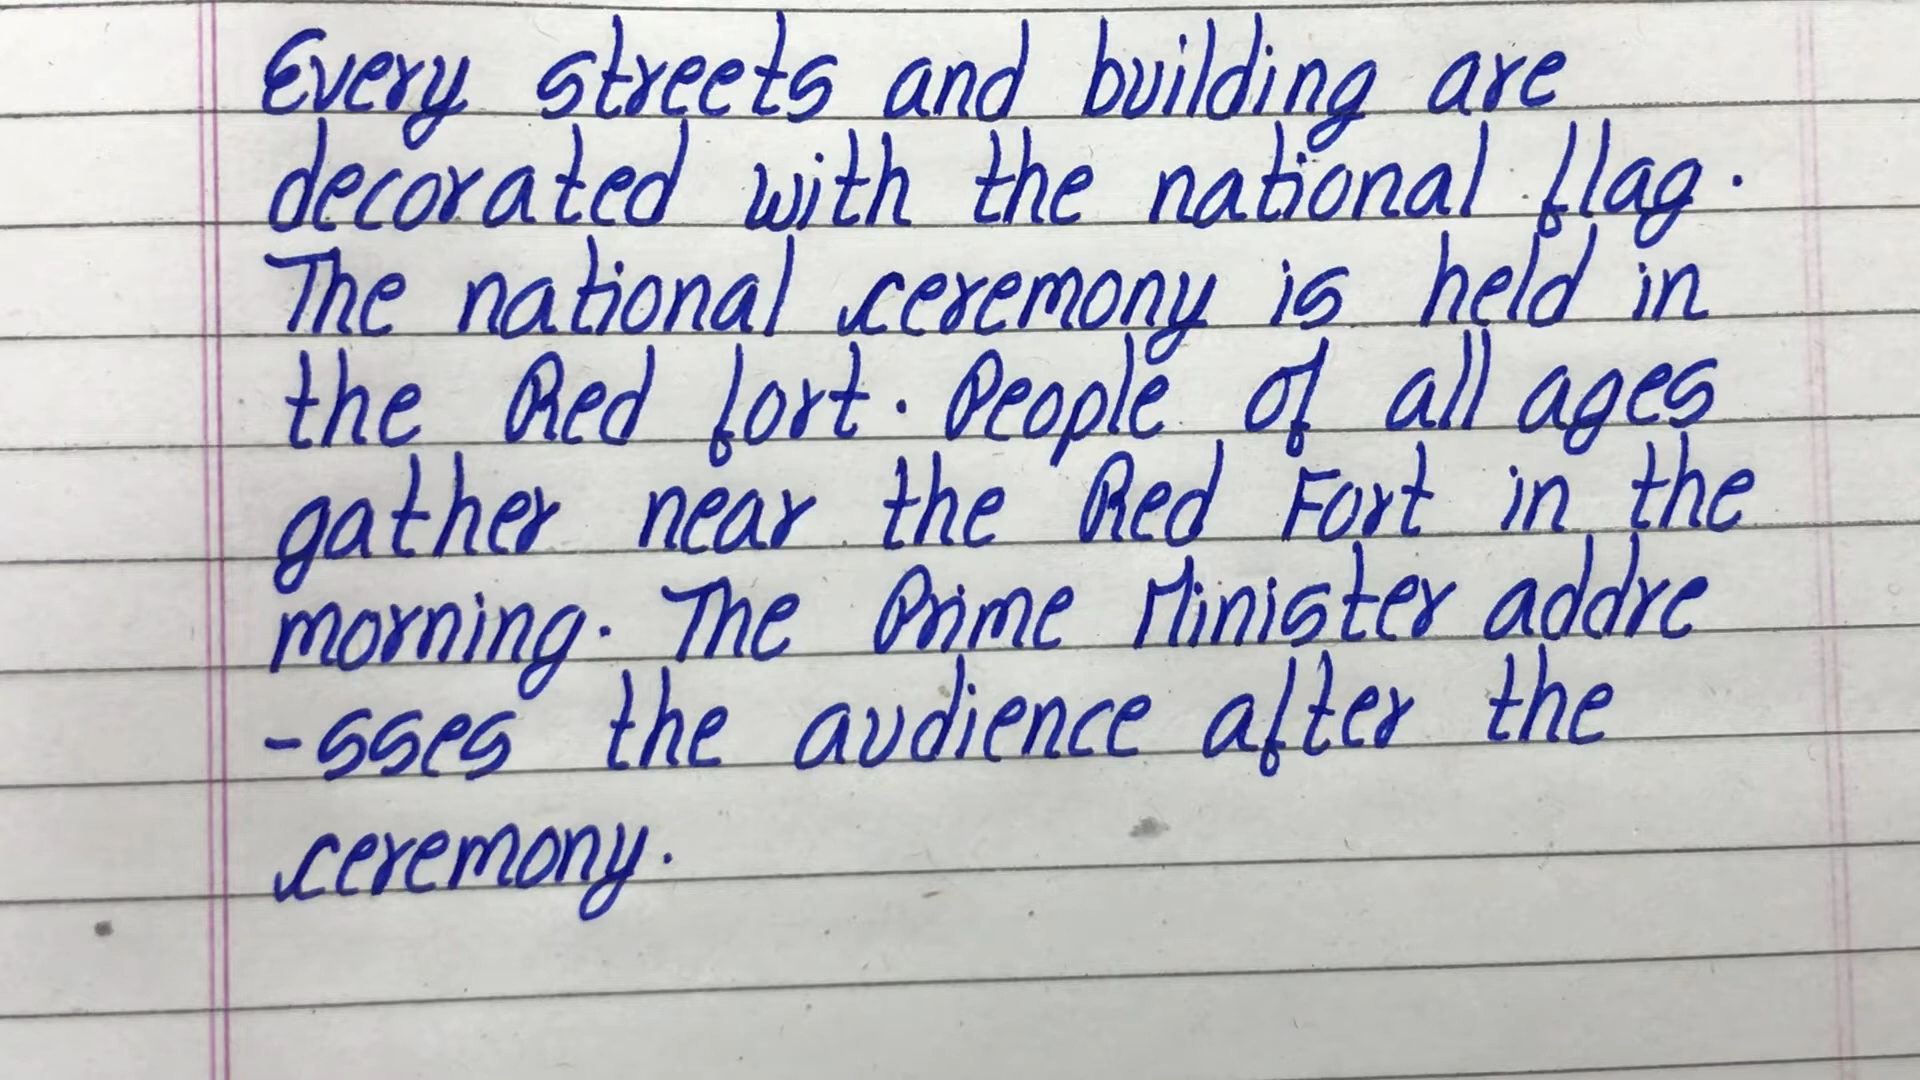 Every streets and building are
decorated with the national flag.
The national ceremony is held in
the Red fort. People of all ages
gather near the Red Fort in the
morning. The Prime Minister addre
-sses the audience after the
ceremony.